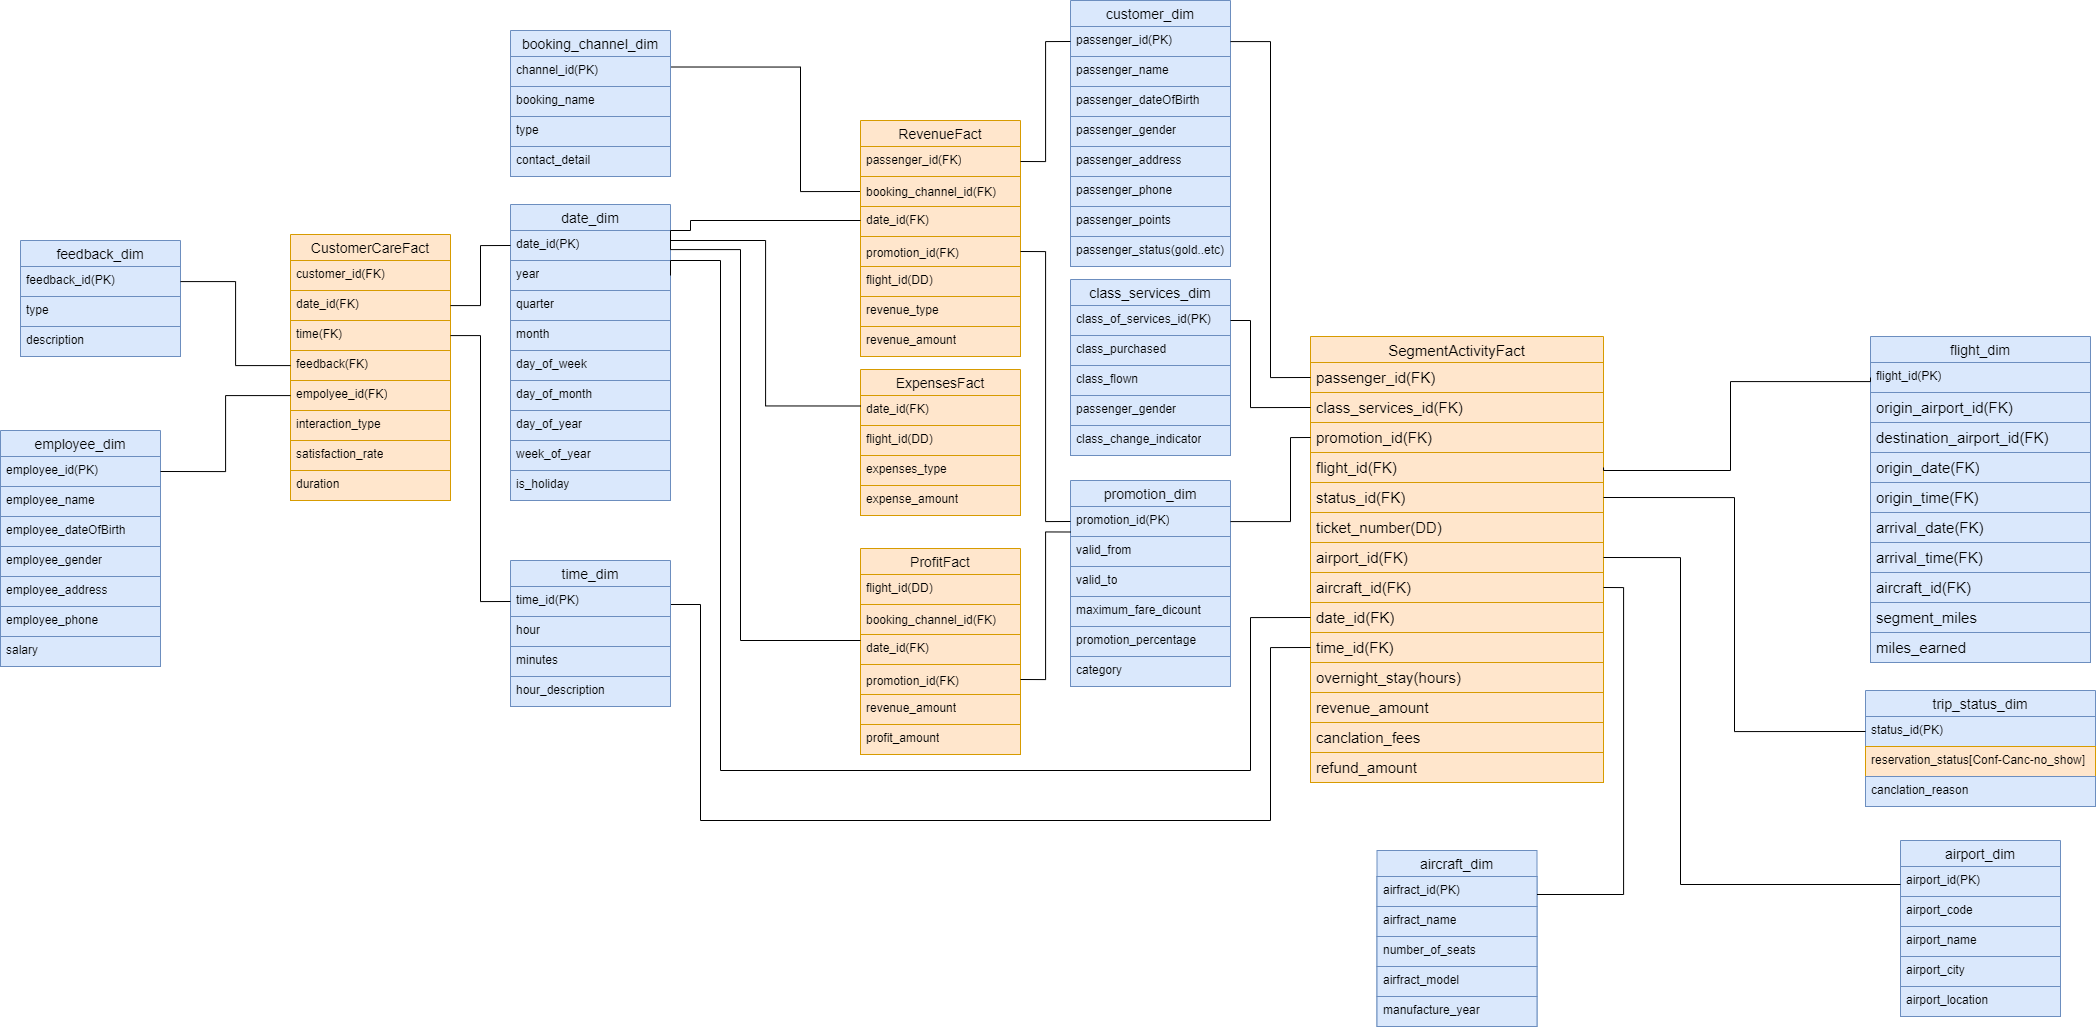 feedback_dim
feedback_id(PK)
type
description
employee_dim
employee_id(PK)
employee_name
employee_dateOfBirth
employee_gender
employee_address
employee_phone
salary
CustomerCareFact
customer_id(FK)
date_id(FK)
time(FK)
feedback(FK)
empolyee_id(FK)
interaction_type
satisfaction_rate
duration
booking_channel_dim
channel_id(PK)
booking_name
type
contact_detail
date_dim
date_id(PK)
year
quarter
month
day_of_week
day_of_month
day_of_year
week_of_year
is_holiday
time_dim
time_id(PK)
hour
minutes
hour_description
RevenueFact
passenger_id(FK)
booking_channel_id(FK)
date_id(FK)
promotion_id(FK)
flight_id(DD)
revenue_type
revenue_amount
ExpensesFact
date_id(FK)
flight_id(DD)
expenses_type
expense_amount
ProfitFact
flight_id(DD)
booking_channel_id(FK)
date_id(FK)
promotion_id(FK)
revenue_amount
profit_amount
customer_dim
passenger_id(PK)
passenger_name
passenger_dateOfBirth
passenger_gender
passenger_address
passenger_phone
passenger_points
passenger_status(gold..etc)
class_services_dim
class_of_services_id(PK)
class_purchased
class_flown
passenger_gender
class_change_indicator
promotion_dim
promotion_id(PK)
valid_from
valid_to
maximum_fare_dicount
promotion_percentage
category
SegmentActivityFact
passenger_id(FK)
class_services_id(FK)
promotion_id(FK)
flight_id(FK)
status_id(FK)
ticket_number(DD)
airport_id(FK)
aircraft_id(FK)
date_id(FK)
time_id(FK)
overnight_stay(hours)
revenue_amount
canclation_fees
refund_amount
aircraft_dim
airfract_id(PK)
airfract_name
number_of_seats
airfract_model
manufacture_year
flight_dim
flight_id(PK)
origin_airport_id(FK)
destination_airport_id(FK)
origin_date(FK)
origin_time(FK)
arrival_date(FK)
arrival_time(FK)
aircraft_id(FK)
segment_miles
miles_earned
trip_status_dim
status_id(PK)
reservation_status[Conf-Canc-no_show]
canclation_reason
airport_dim
airport_id(PK)
airport_code
airport_name
airport_city
airport_location